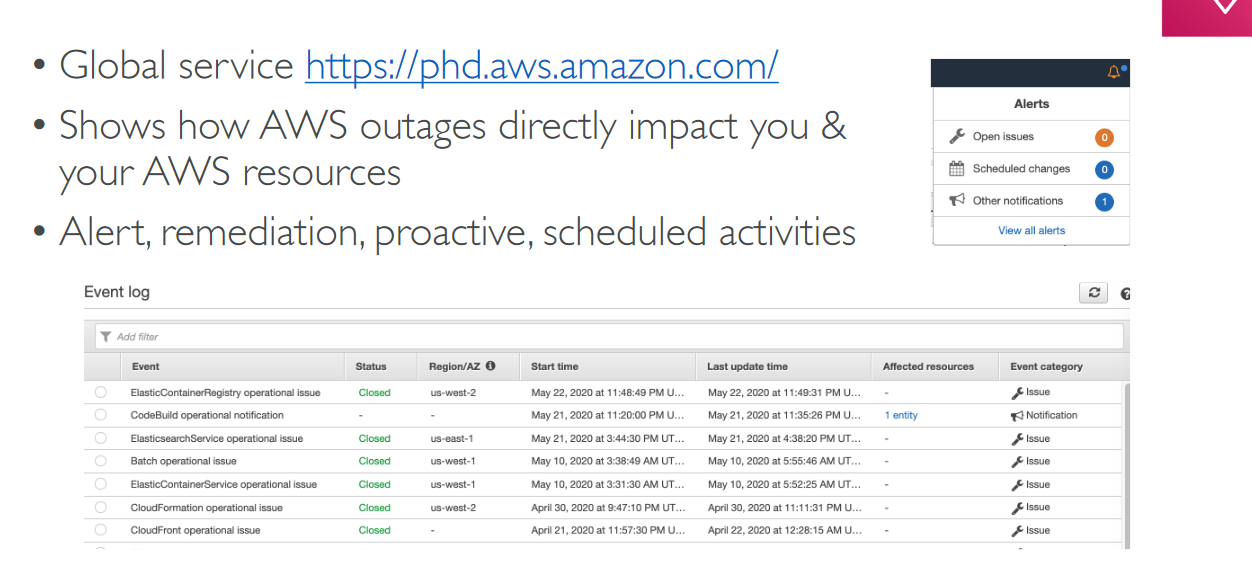 • Global service https://phd.aws.amazon.com/
• Shows how AWS outages directly impact you &
your AWS resources
• Alert, remediation, proactive, scheduled activities
Alerts
Open issues 0
Scheduled changes 0
Other notifications 1
View all alerts
Event log
Add filter
Event Status Region/AZ Start time Last update time Affected resources Event category
ElasticContainerRegistry operational issue Closed us-west-2 May 22, 2020 at 11:48:49 PM U... May 22, 2020 at 11:49:31 PM U... - Issue
CodeBuild operational notification - - May 21, 2020 at 11:20:00 PM U... May 21, 2020 at 11:35:26 PM U... 1 entity Notification
ElasticsearchService operational issue Closed us-east-1 May 21, 2020 at 3:44:30 PM UT... May 21, 2020 at 4:38:20 PM UT... - Issue
Batch operational issue Closed us-west-1 May 10, 2020 at 3:38:49 AM UT... May 10, 2020 at 5:55:46 AM UT... - Issue
ElasticContainerService operational issue Closed us-west-1 May 10, 2020 at 3:31:30 AM UT... May 10, 2020 at 5:52:25 AM UT... - Issue
CloudFormation operational issue Closed us-west-2 April 30, 2020 at 9:47:10 PM UT... April 30, 2020 at 11:11:31 PM U... - Issue
CloudFront operational issue Closed - April 21, 2020 at 11:57:30 PM U... April 22, 2020 at 12:28:15 AM U... - Issue